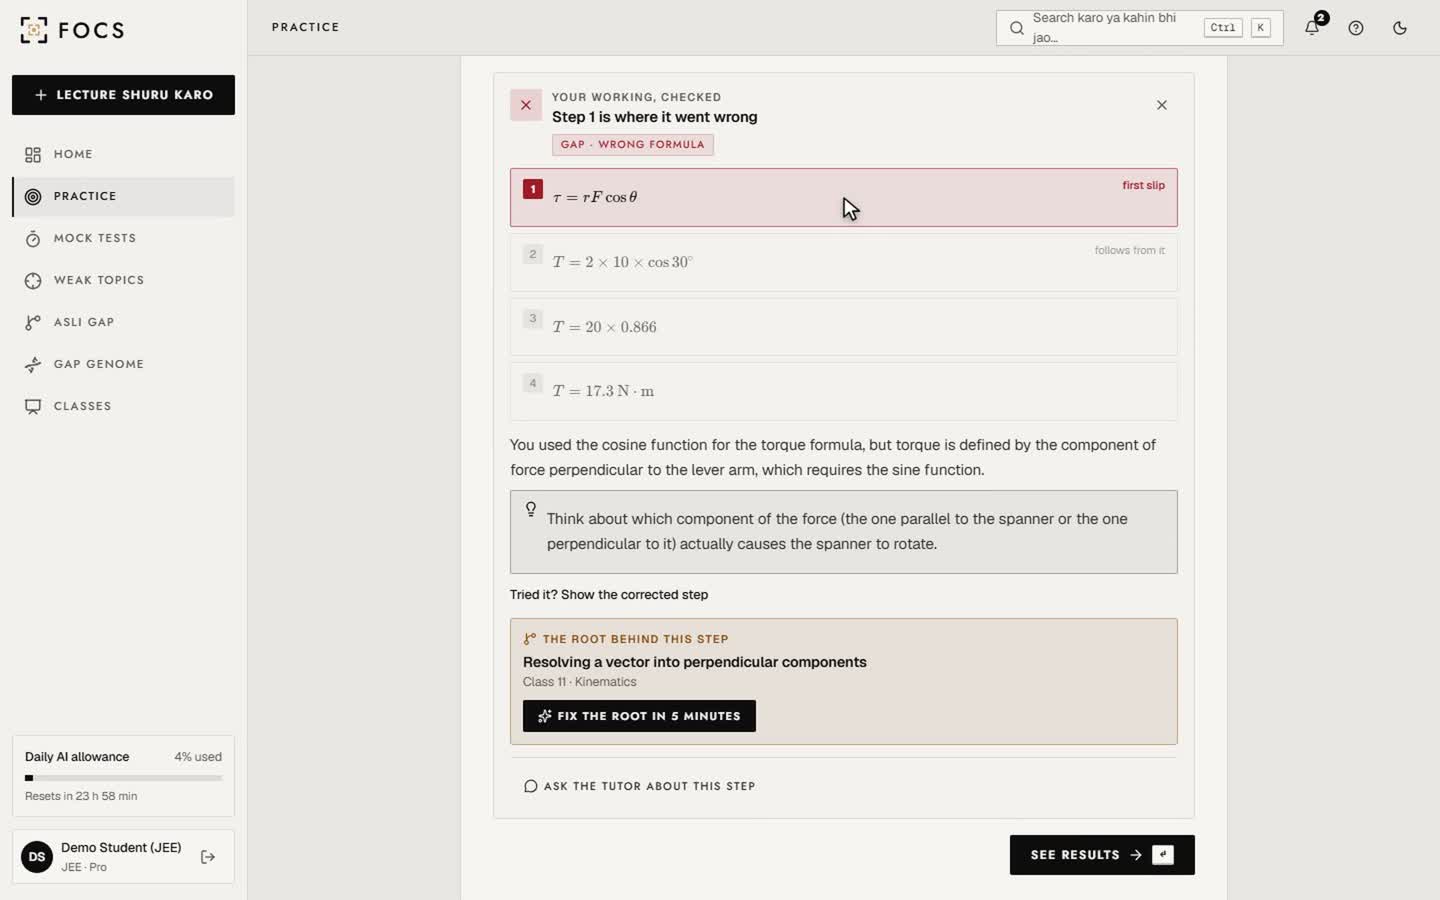 FOCS
PRACTICE
Search karo ya kahin bhi
jao...
Ctrl K
2
LECTURE SHURU KARO
HOME
PRACTICE
MOCK TESTS
WEAK TOPICS
ASLI GAP
GAP GENOME
CLASSES
Daily AI allowance 4% used
Resets in 23 h 58 min
DS
Demo Student (JEE)
JEE · Pro
YOUR WORKING, CHECKED
Step 1 is where it went wrong
GAP · WRONG FORMULA
1 τ = rF cos θ first slip
2 T = 2 × 10 × cos 30° follows from it
3 T = 20 × 0.866
4 T = 17.3 N · m
You used the cosine function for the torque formula, but torque is defined by the component of
force perpendicular to the lever arm, which requires the sine function.
Think about which component of the force (the one parallel to the spanner or the one
perpendicular to it) actually causes the spanner to rotate.
Tried it? Show the corrected step
THE ROOT BEHIND THIS STEP
Resolving a vector into perpendicular components
Class 11 · Kinematics
FIX THE ROOT IN 5 MINUTES
ASK THE TUTOR ABOUT THIS STEP
SEE RESULTS